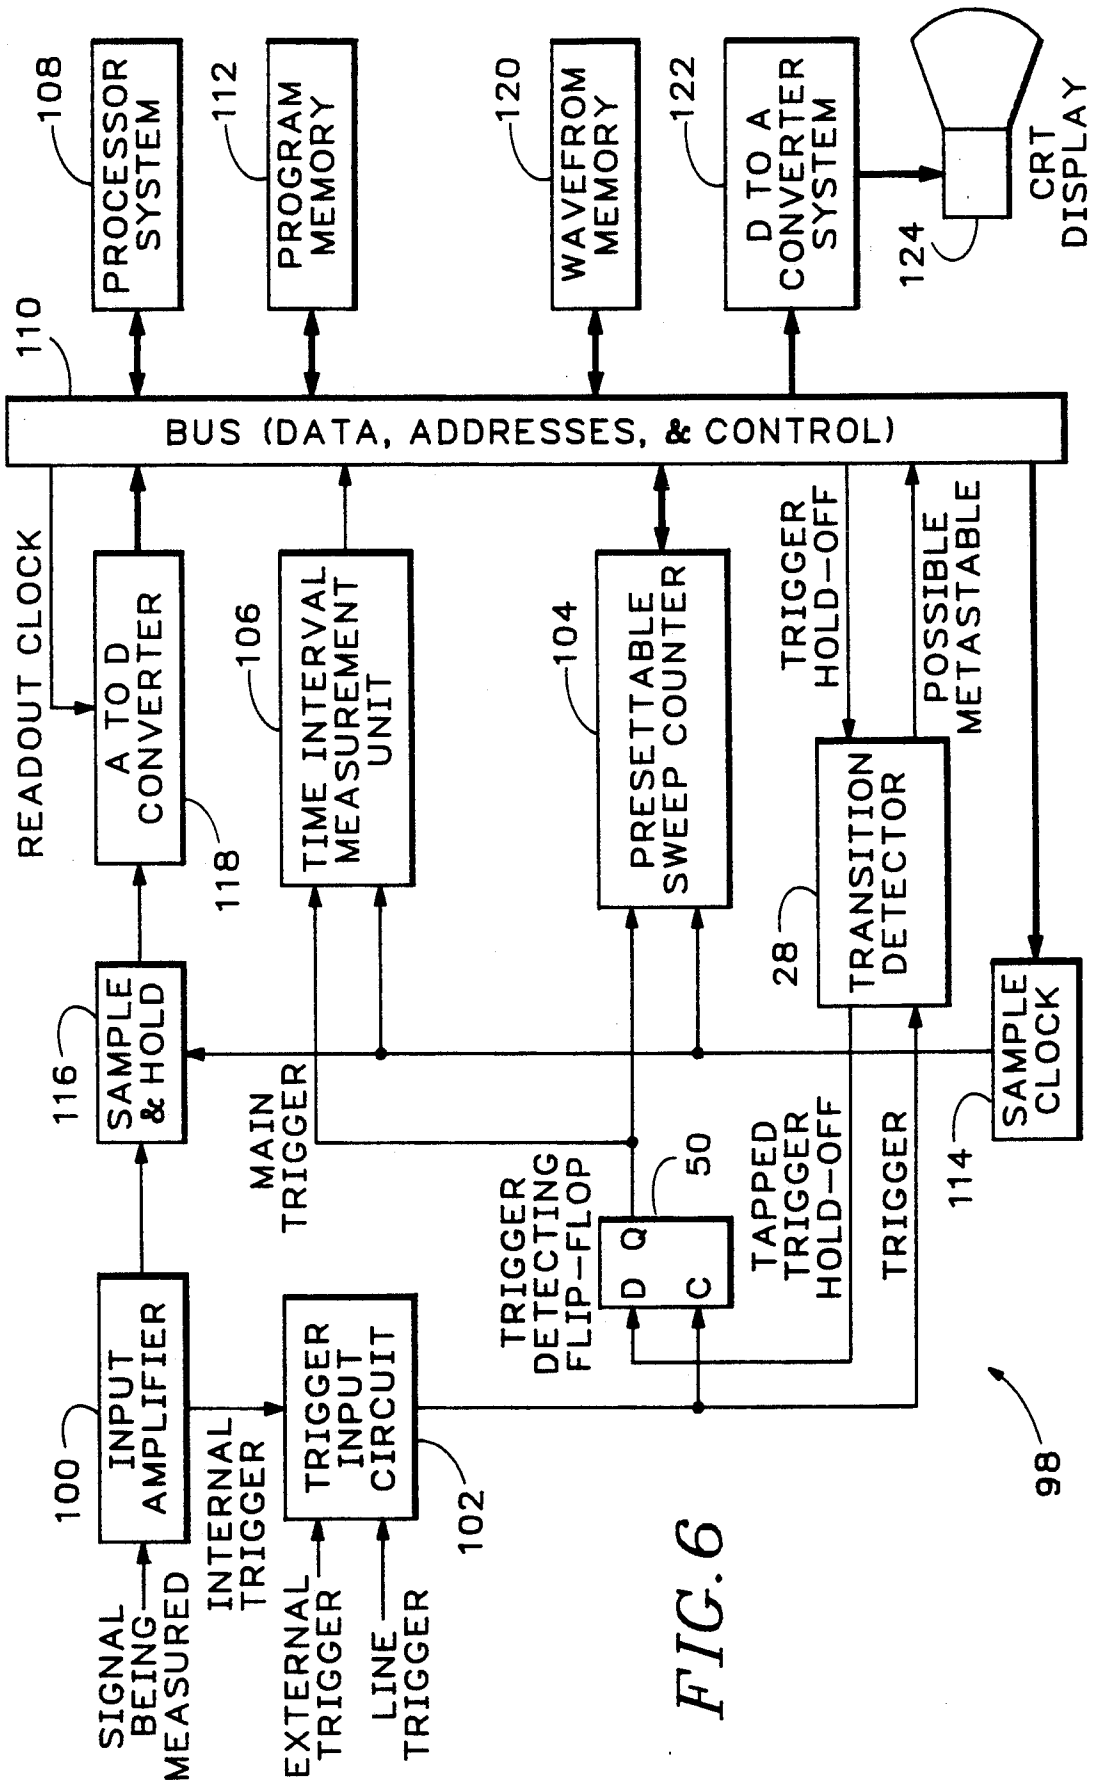 SIGNAL
BEING
MEASURED
100
INPUT
AMPLIFIER
INTERNAL
TRIGGER
EXTERNAL
TRIGGER
LINE
TRIGGER
TRIGGER
INPUT
CIRCUIT
102
116
SAMPLE
& HOLD
READOUT CLOCK
A TO D
CONVERTER
118
MAIN
TRIGGER
106
TIME INTERVAL
MEASUREMENT
UNIT
TRIGGER
DETECTING
FLIP-FLOP
D Q
C
50
104
PRESETTABLE
SWEEP COUNTER
TAPPED
TRIGGER
HOLD-OFF
TRIGGER
28
TRANSITION
DETECTOR
TRIGGER
HOLD-OFF
POSSIBLE
METASTABLE
114
SAMPLE
CLOCK
110
BUS (DATA, ADDRESSES, & CONTROL)
108
PROCESSOR
SYSTEM
112
PROGRAM
MEMORY
120
WAVEFROM
MEMORY
122
D TO A
CONVERTER
SYSTEM
124
CRT
DISPLAY
98
FIG. 6